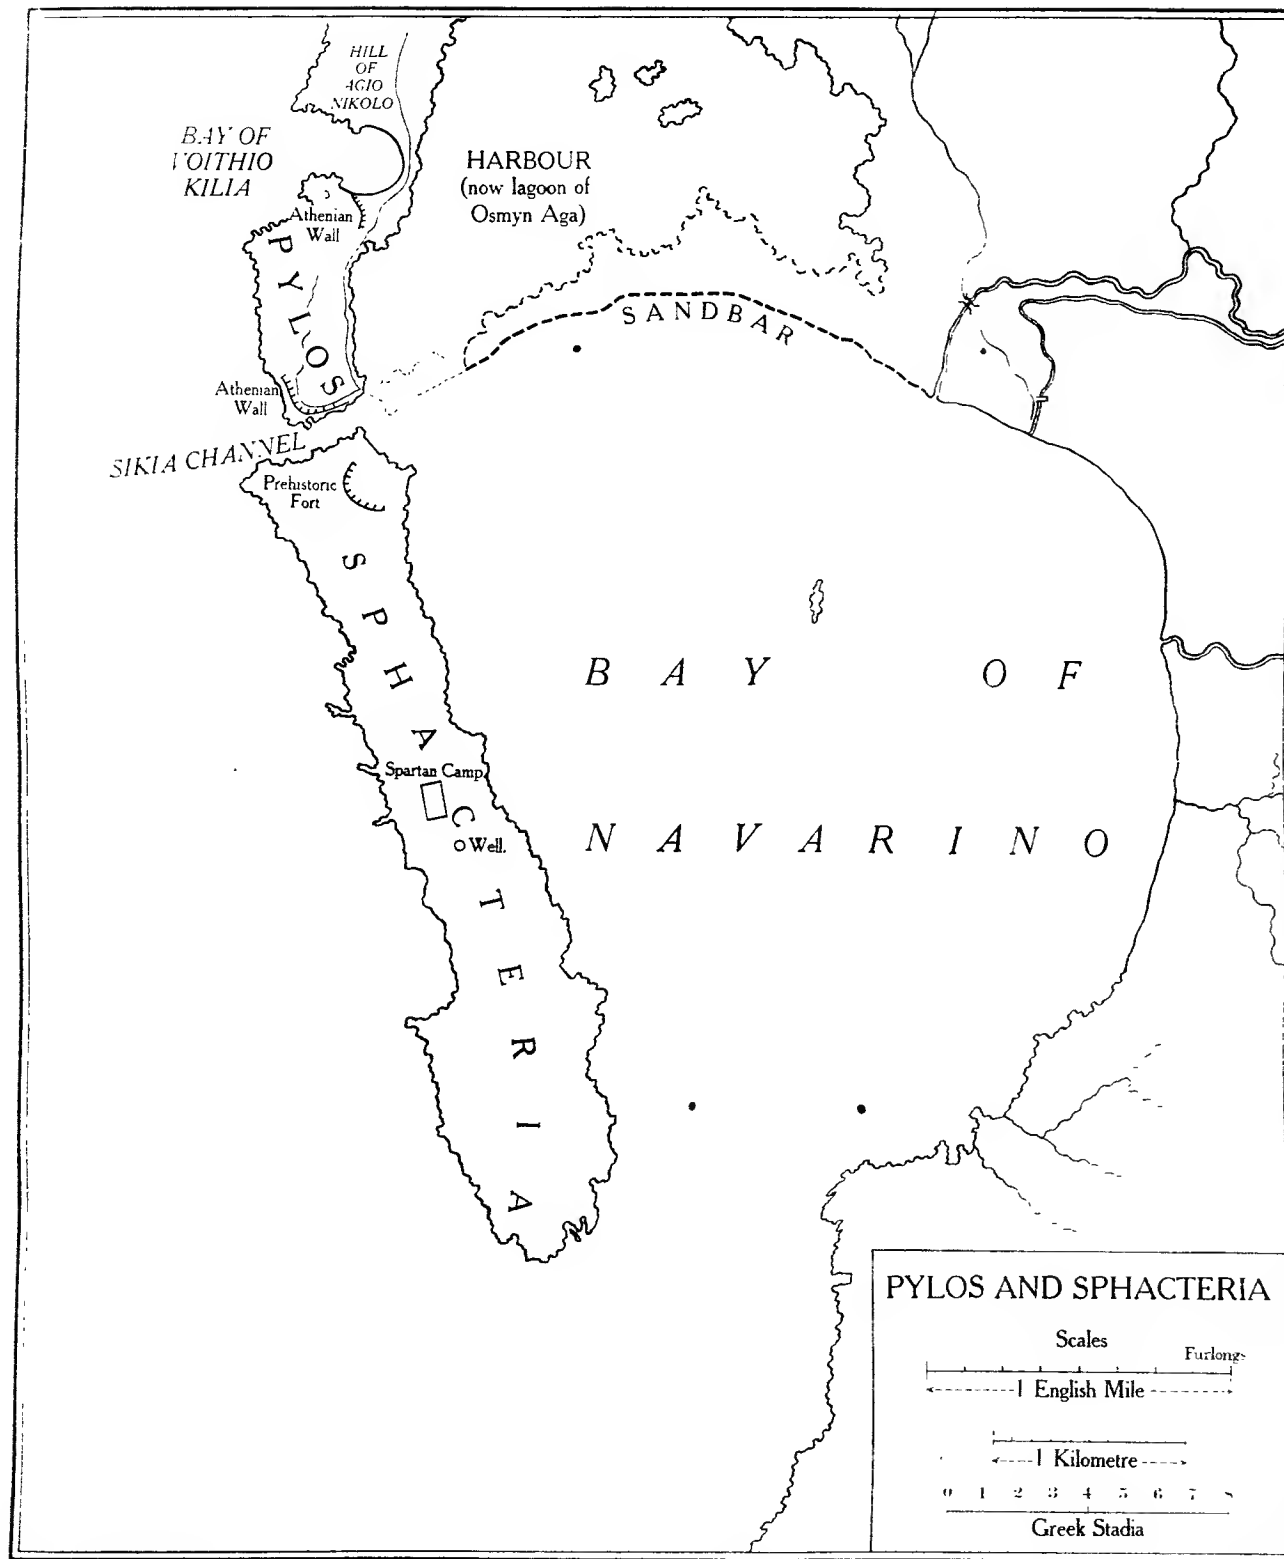 HILL
OF
AGIO
NIKOLO
BAY OF
VOITHIO
KILIA
HARBOUR
(now lagoon of
Osmyn Aga)
Athenian
Wall
PYLOS
SANDBAR
Athenian
Wall
SIKIA CHANNEL
Prehistoric
Fort
SPHACTERIA
BAY OF
NAVARINO
Spartan Camp.
Well.
PYLOS AND SPHACTERIA
Scales
Furlongs
1 English Mile
1 Kilometre
0 1 2 3 4 5 6 7 8
Greek Stadia